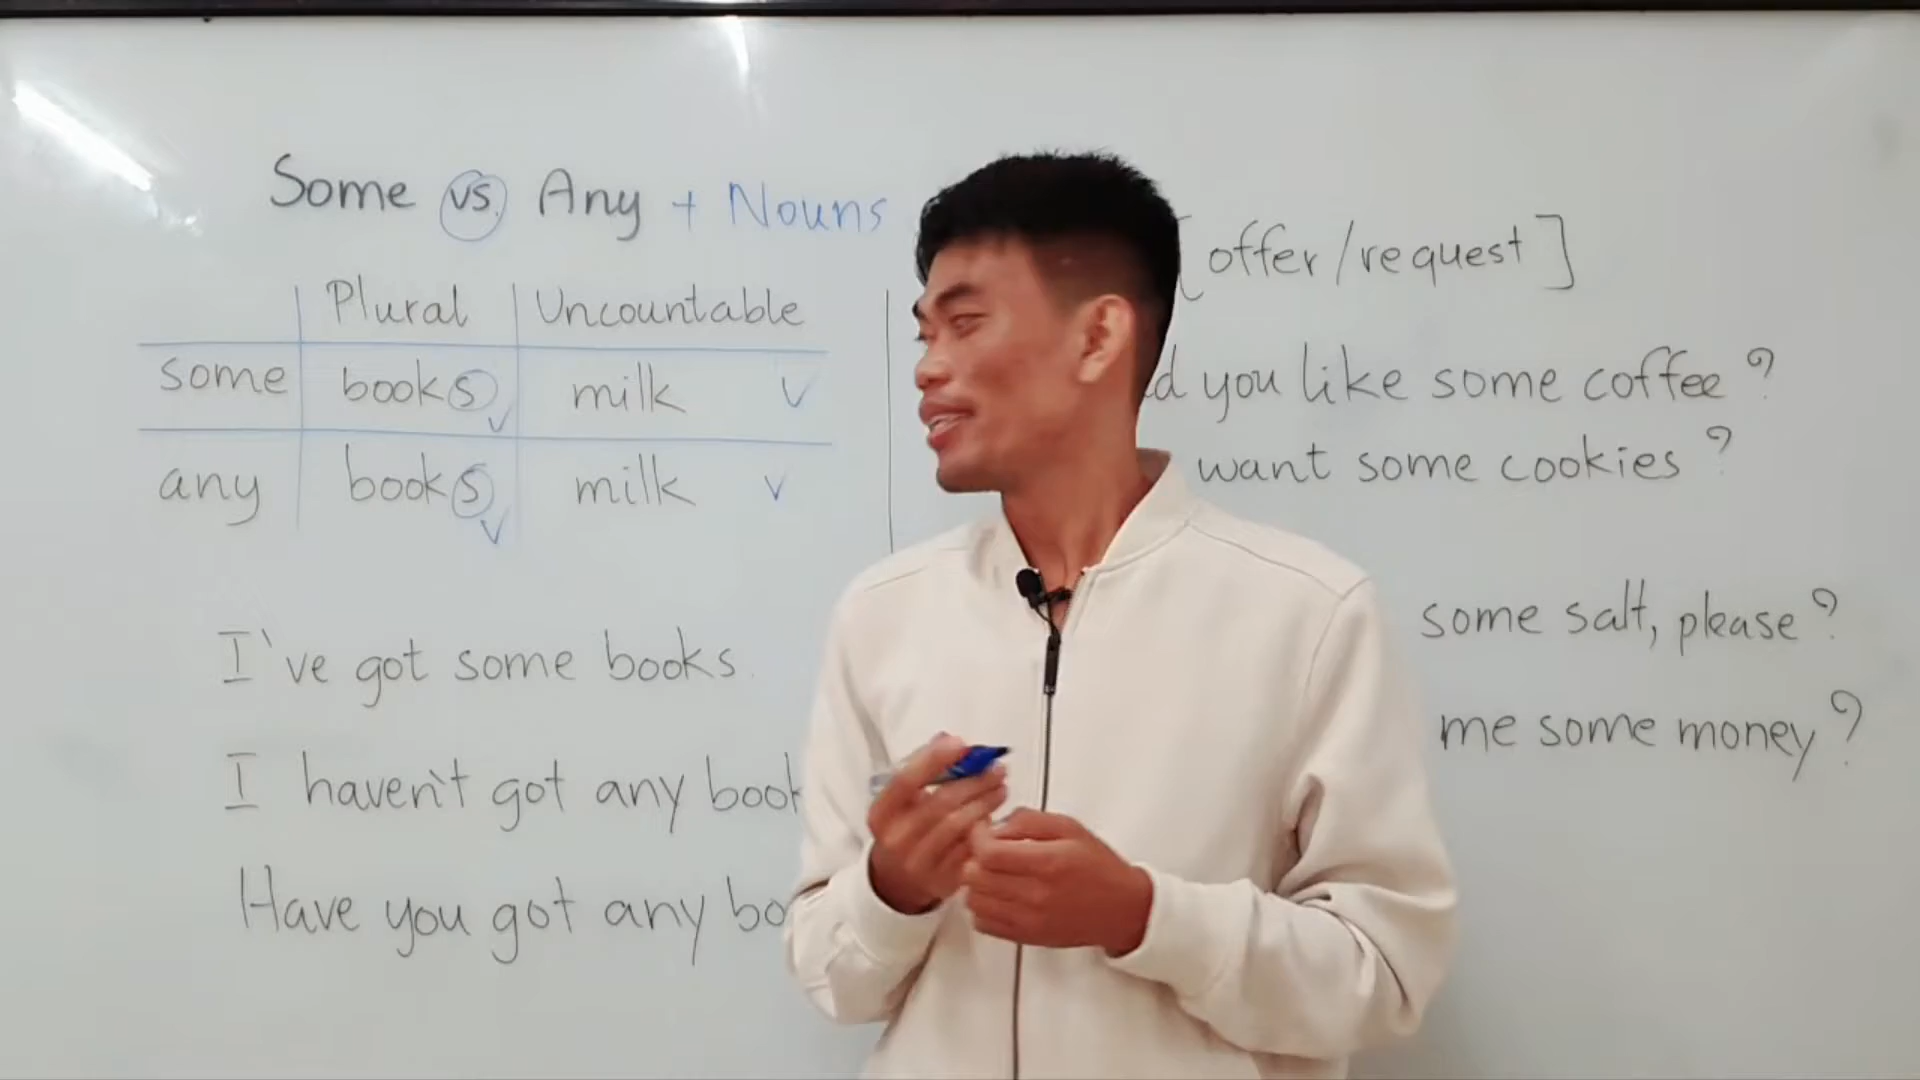 Some vs. Any + Nouns
Plural Uncountable
some books milk
any books milk
I've got some books.
I haven't got any
Have you got any
[offer/request]
you like some coffee?
want some cookies?
some salt, please?
me some money?